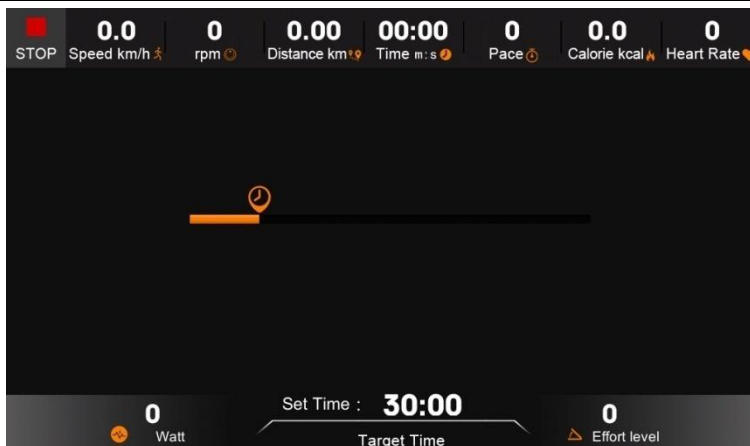 0.0 0 0.00 00:00 0 0.0 0
STOP Speed km/h rpm Distance km Time m:s Pace Calorie kcal Heart Rate
Set Time : 30:00
0 0
Watt Target Time Effort level